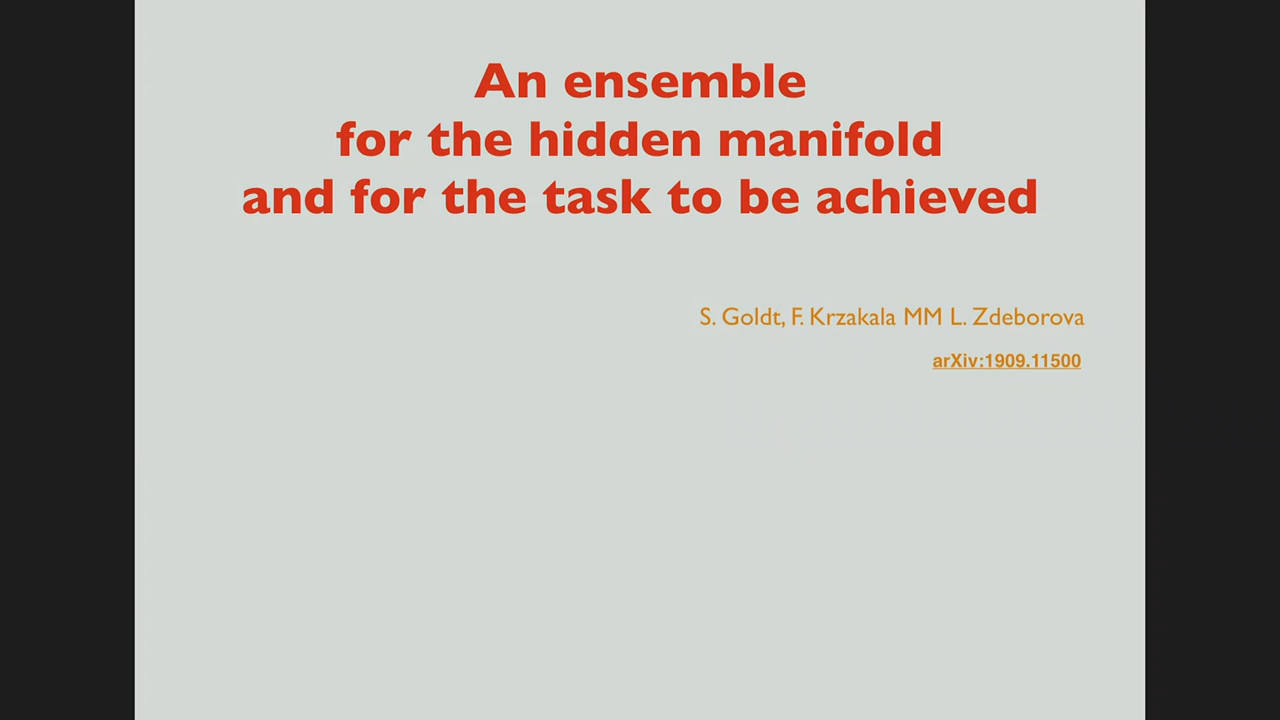 An ensemble
for the hidden manifold
and for the task to be achieved
S. Goldt, F. Krzakala MM L. Zdeborova
arXiv:1909.11500